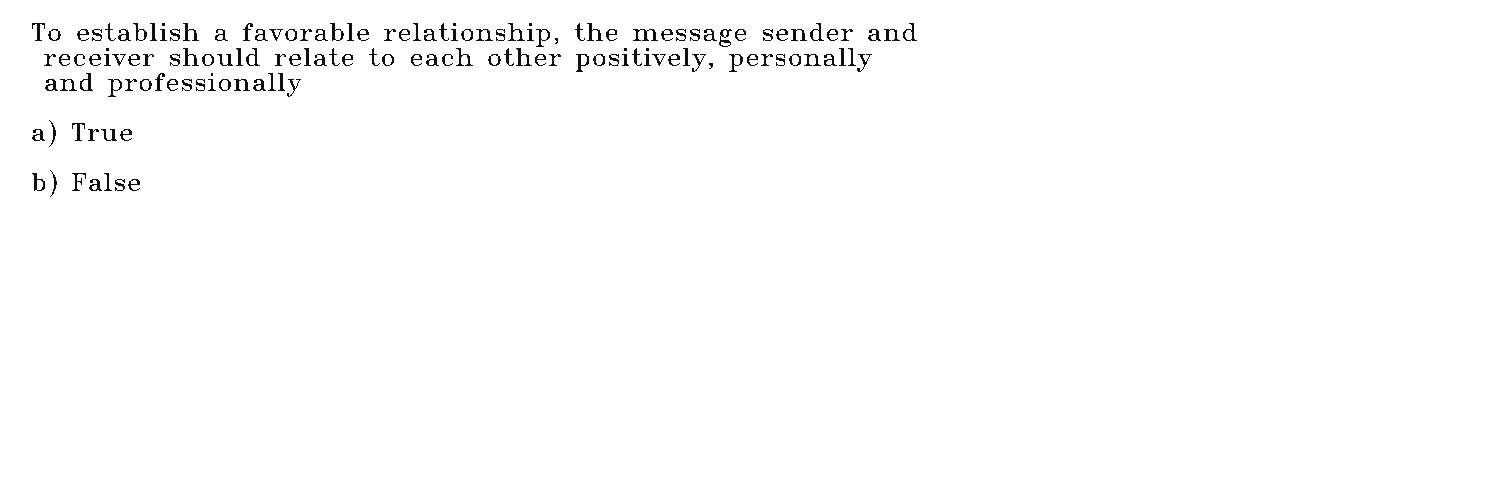 To establish a favorable relationship, the message sender and
receiver should relate to each other positively, personally
and professionally
a) True
b) False